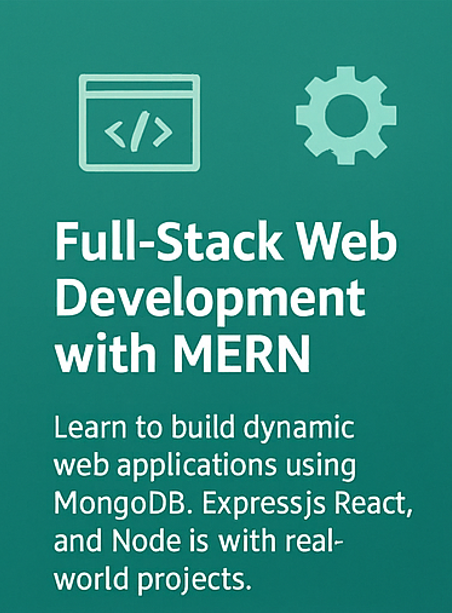 </>
Full-Stack Web
Development
with MERN
Learn to build dynamic
web applications using
MongoDB. Expressjs React,
and Node is with real-
world projects.